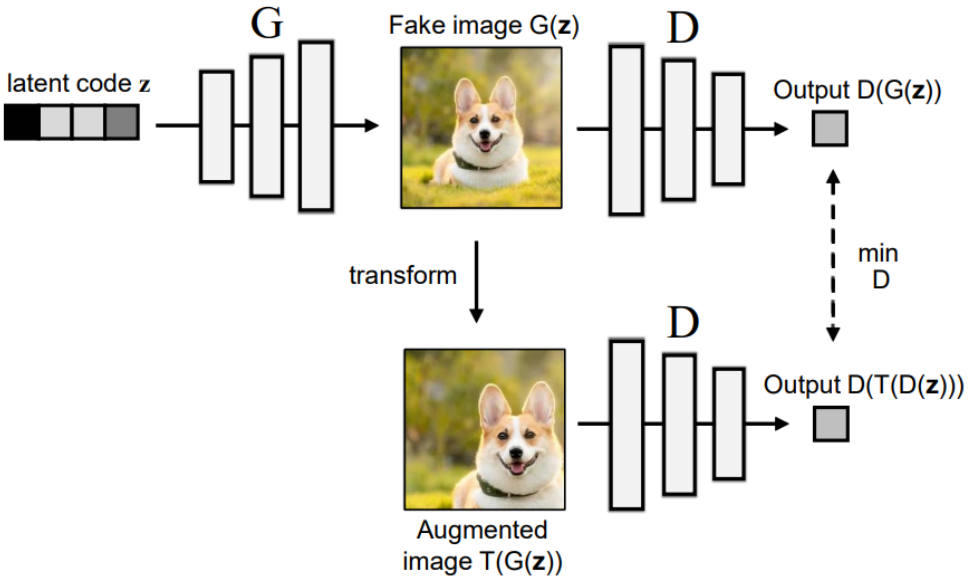 G
Fake image G(z)
D
latent code z
Output D(G(z))
transform
min
D
D
Output D(T(D(z)))
Augmented
image T(G(z))